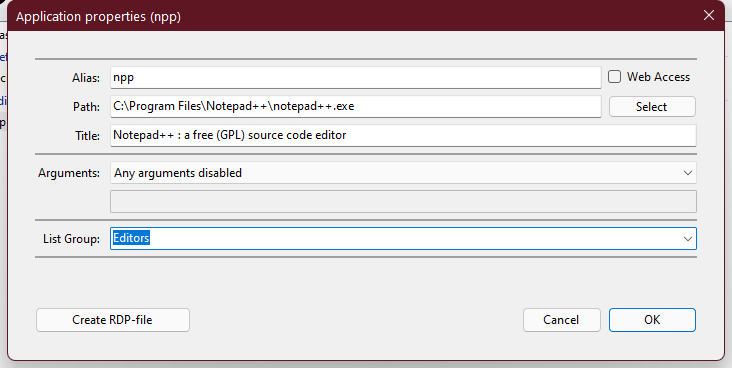 Application properties (npp)
Alias: npp Web Access
Path: C:\Program Files\Notepad++\notepad++.exe Select
Title: Notepad++ : a free (GPL) source code editor
Arguments: Any arguments disabled
List Group: Editors
Create RDP-file Cancel OK